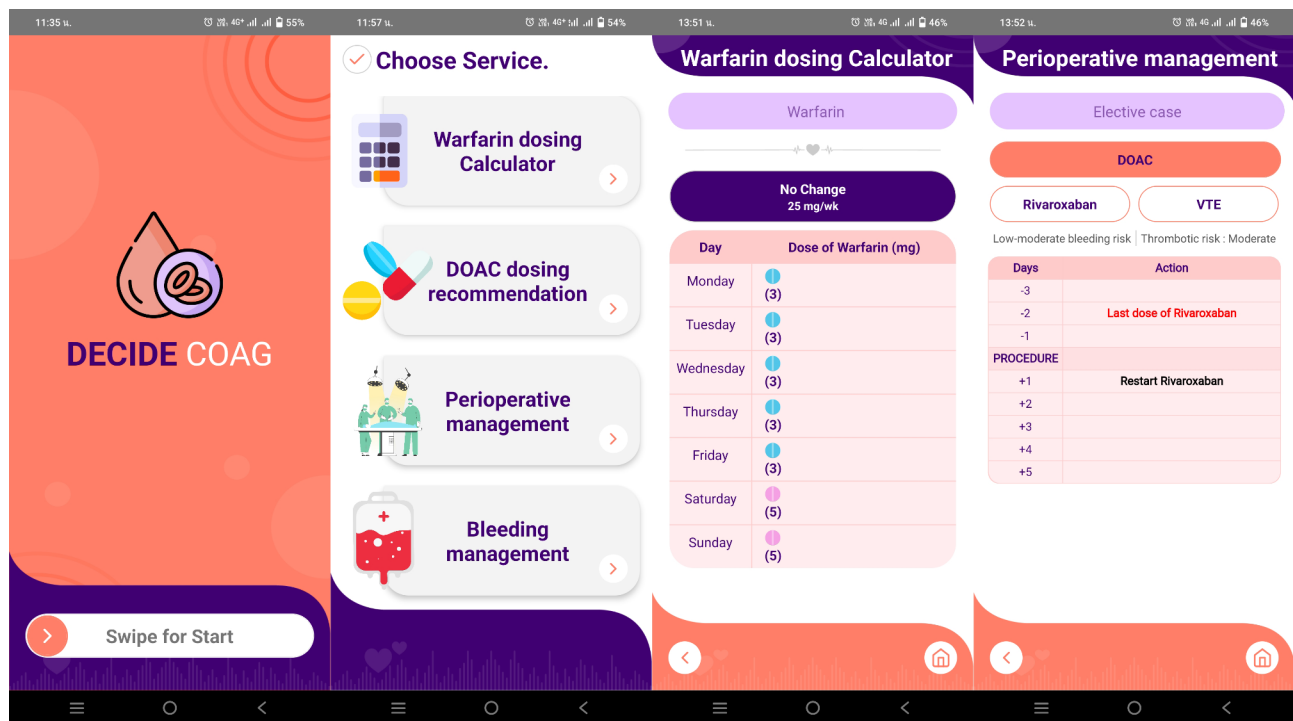 11:35 น.
4G+ 55%
DECIDE COAG
Swipe for Start
11:57 น.
4G+ 54%
Choose Service.
Warfarin dosing
Calculator
DOAC dosing
recommendation
Perioperative
management
Bleeding
management
13:51 น.
4G 46%
Warfarin dosing Calculator
Warfarin
No Change
25 mg/wk
Day Dose of Warfarin (mg)
Monday (3)
Tuesday (3)
Wednesday (3)
Thursday (3)
Friday (3)
Saturday (5)
Sunday (5)
13:52 น.
4G 46%
Perioperative management
Elective case
DOAC
Rivaroxaban VTE
Low-moderate bleeding risk Thrombotic risk : Moderate
Days Action
-3
-2 Last dose of Rivaroxaban
-1
PROCEDURE
+1 Restart Rivaroxaban
+2
+3
+4
+5